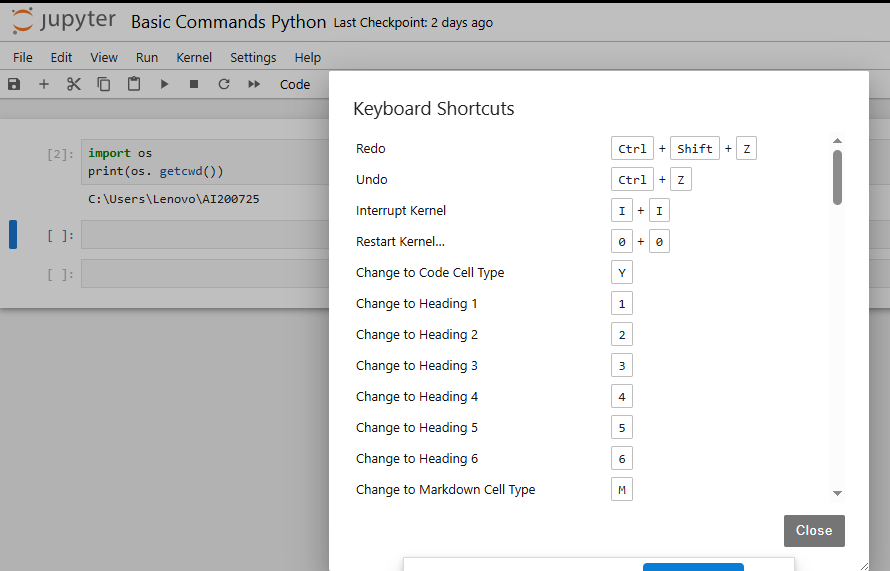 jupyter Basic Commands Python Last Checkpoint: 2 days ago
File Edit View Run Kernel Settings Help
Code
[2]: import os
print(os. getcwd())
C:\Users\Lenovo\AI200725
[ ]:
[ ]:
Keyboard Shortcuts
Redo Ctrl + Shift + Z
Undo Ctrl + Z
Interrupt Kernel I + I
Restart Kernel... 0 + 0
Change to Code Cell Type Y
Change to Heading 1 1
Change to Heading 2 2
Change to Heading 3 3
Change to Heading 4 4
Change to Heading 5 5
Change to Heading 6 6
Change to Markdown Cell Type M
Close